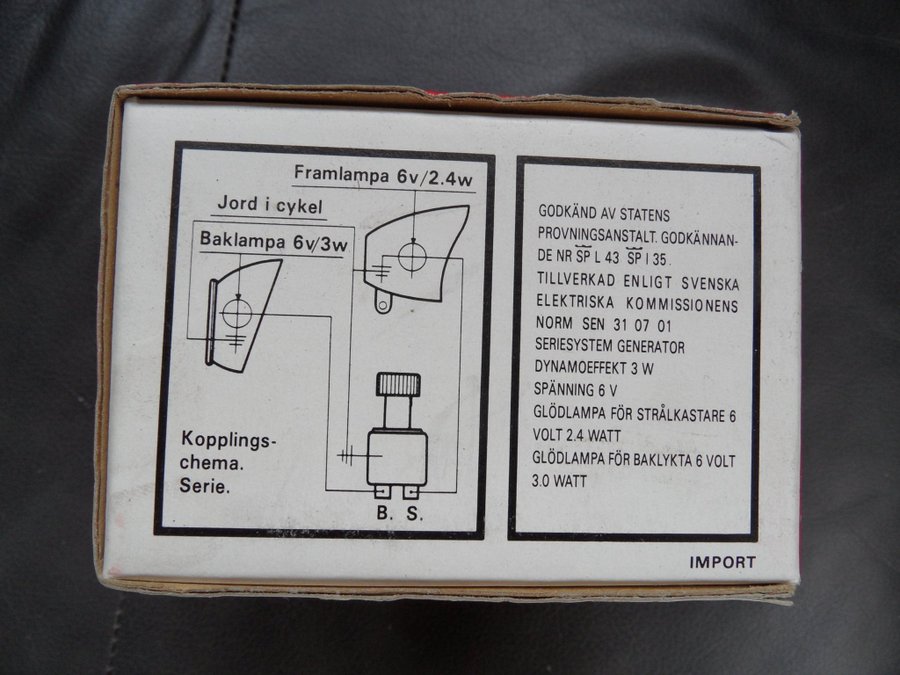 Framlampa 6v/2.4w
Jord i cykel
Baklampa 6v/3w
Kopplings-
chema.
Serie.
B. S.
GODKÄND AV STATENS
PROVNINGSANSTALT. GODKÄNNAN-
DE NR SP L 43 SP I 35.
TILLVERKAD ENLIGT SVENSKA
ELEKTRISKA KOMMISSIONENS
NORM SEN 31 07 01
SERIESYSTEM GENERATOR
DYNAMOEFFEKT 3 W
SPÄNNING 6 V
GLÖDLAMPA FÖR STRÅLKASTARE 6
VOLT 2.4 WATT
GLÖDLAMPA FÖR BAKLYKTA 6 VOLT
3.0 WATT
IMPORT